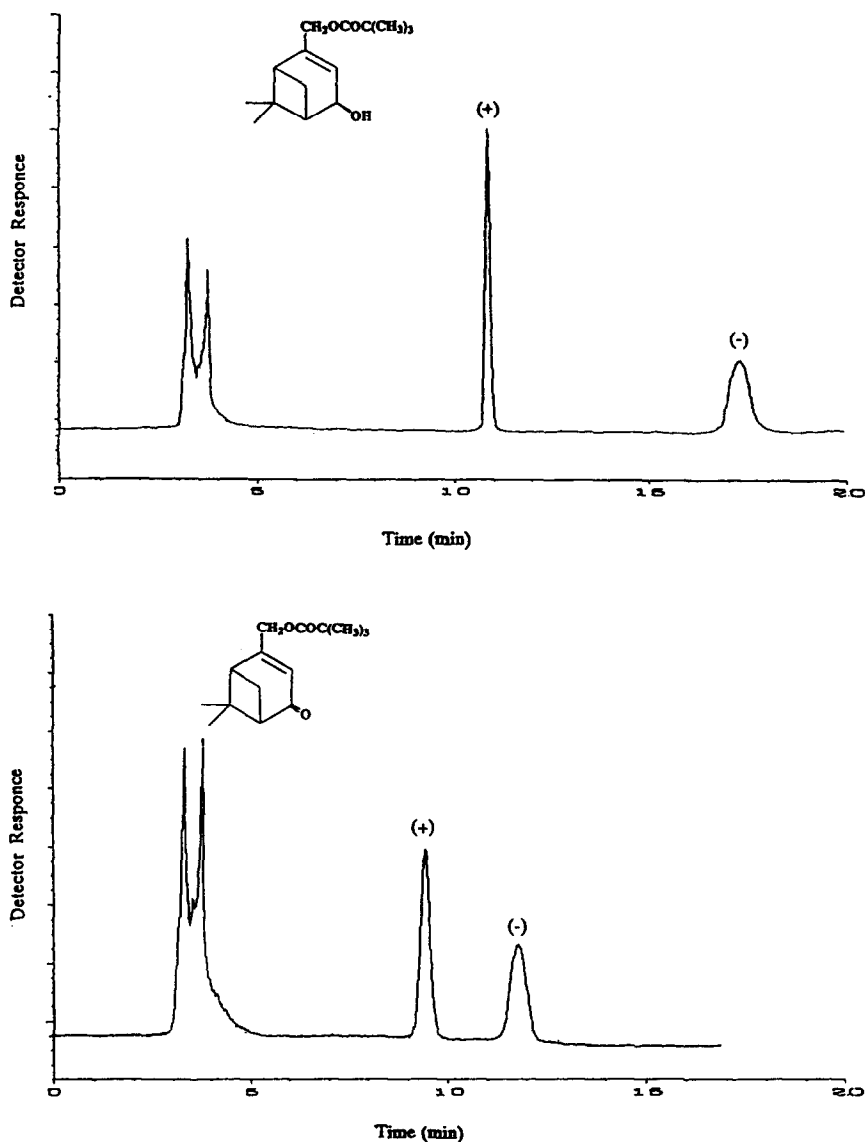 CH₂OCOC(CH₃)₃
OH
(+)
(-)
Detector Responce
0 5 10 15 20
Time (min)
CH₂OCOC(CH₃)₃
O
(+)
(-)
Detector Responce
0 5 10 15 20
Time (min)